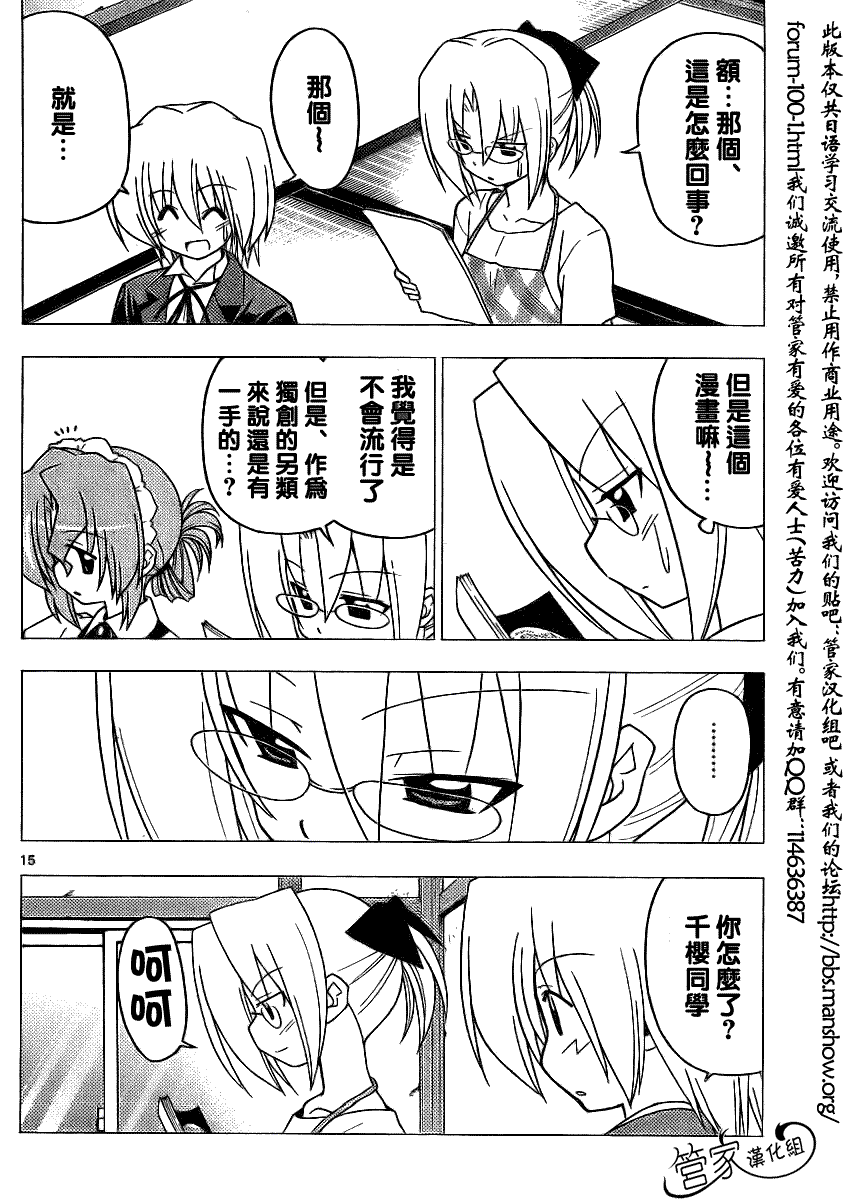 額…那個、
這是怎麼回事？
那個～
就是…
但是這個
漫畫嘛～…
我覺得是
不會流行了
但是、作為
獨創的另類
來說還是有
一手的…？
………
15
你怎麼了？
千櫻同學
呵呵
此版本仅共日语学习交流使用，禁止用作商业用途。欢迎访问我们的贴吧：管家汉化组吧 或者我们的论坛http://bbs.manshow.org/
forum-100-1.html我们诚邀所有对管家有爱的各位有爱人士(苦力)加入我们。有意请加QQ群：114636387
管家漢化組